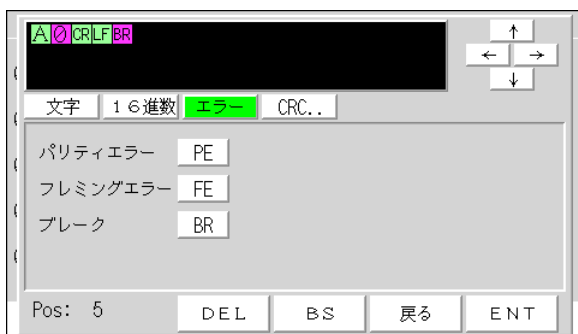 AØCRLFBR
↑
← →
↓
文字 16進数 エラー CRC..
パリティエラー PE
フレミングエラー FE
ブレーク BR
Pos: 5 DEL BS 戻る ENT